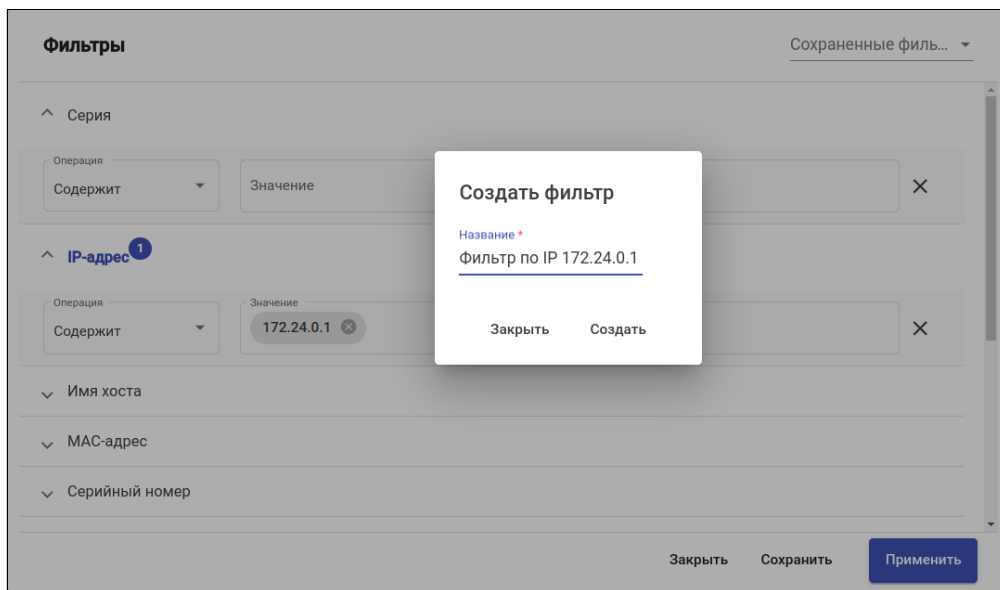 Фильтры
Сохраненные филь...
Серия
Операция
Содержит
Значение
Создать фильтр
Название *
Фильтр по IP 172.24.0.1
Закрыть Создать
IP-адрес 1
Операция
Содержит
Значение
172.24.0.1
Имя хоста
MAC-адрес
Серийный номер
Закрыть Сохранить Применить